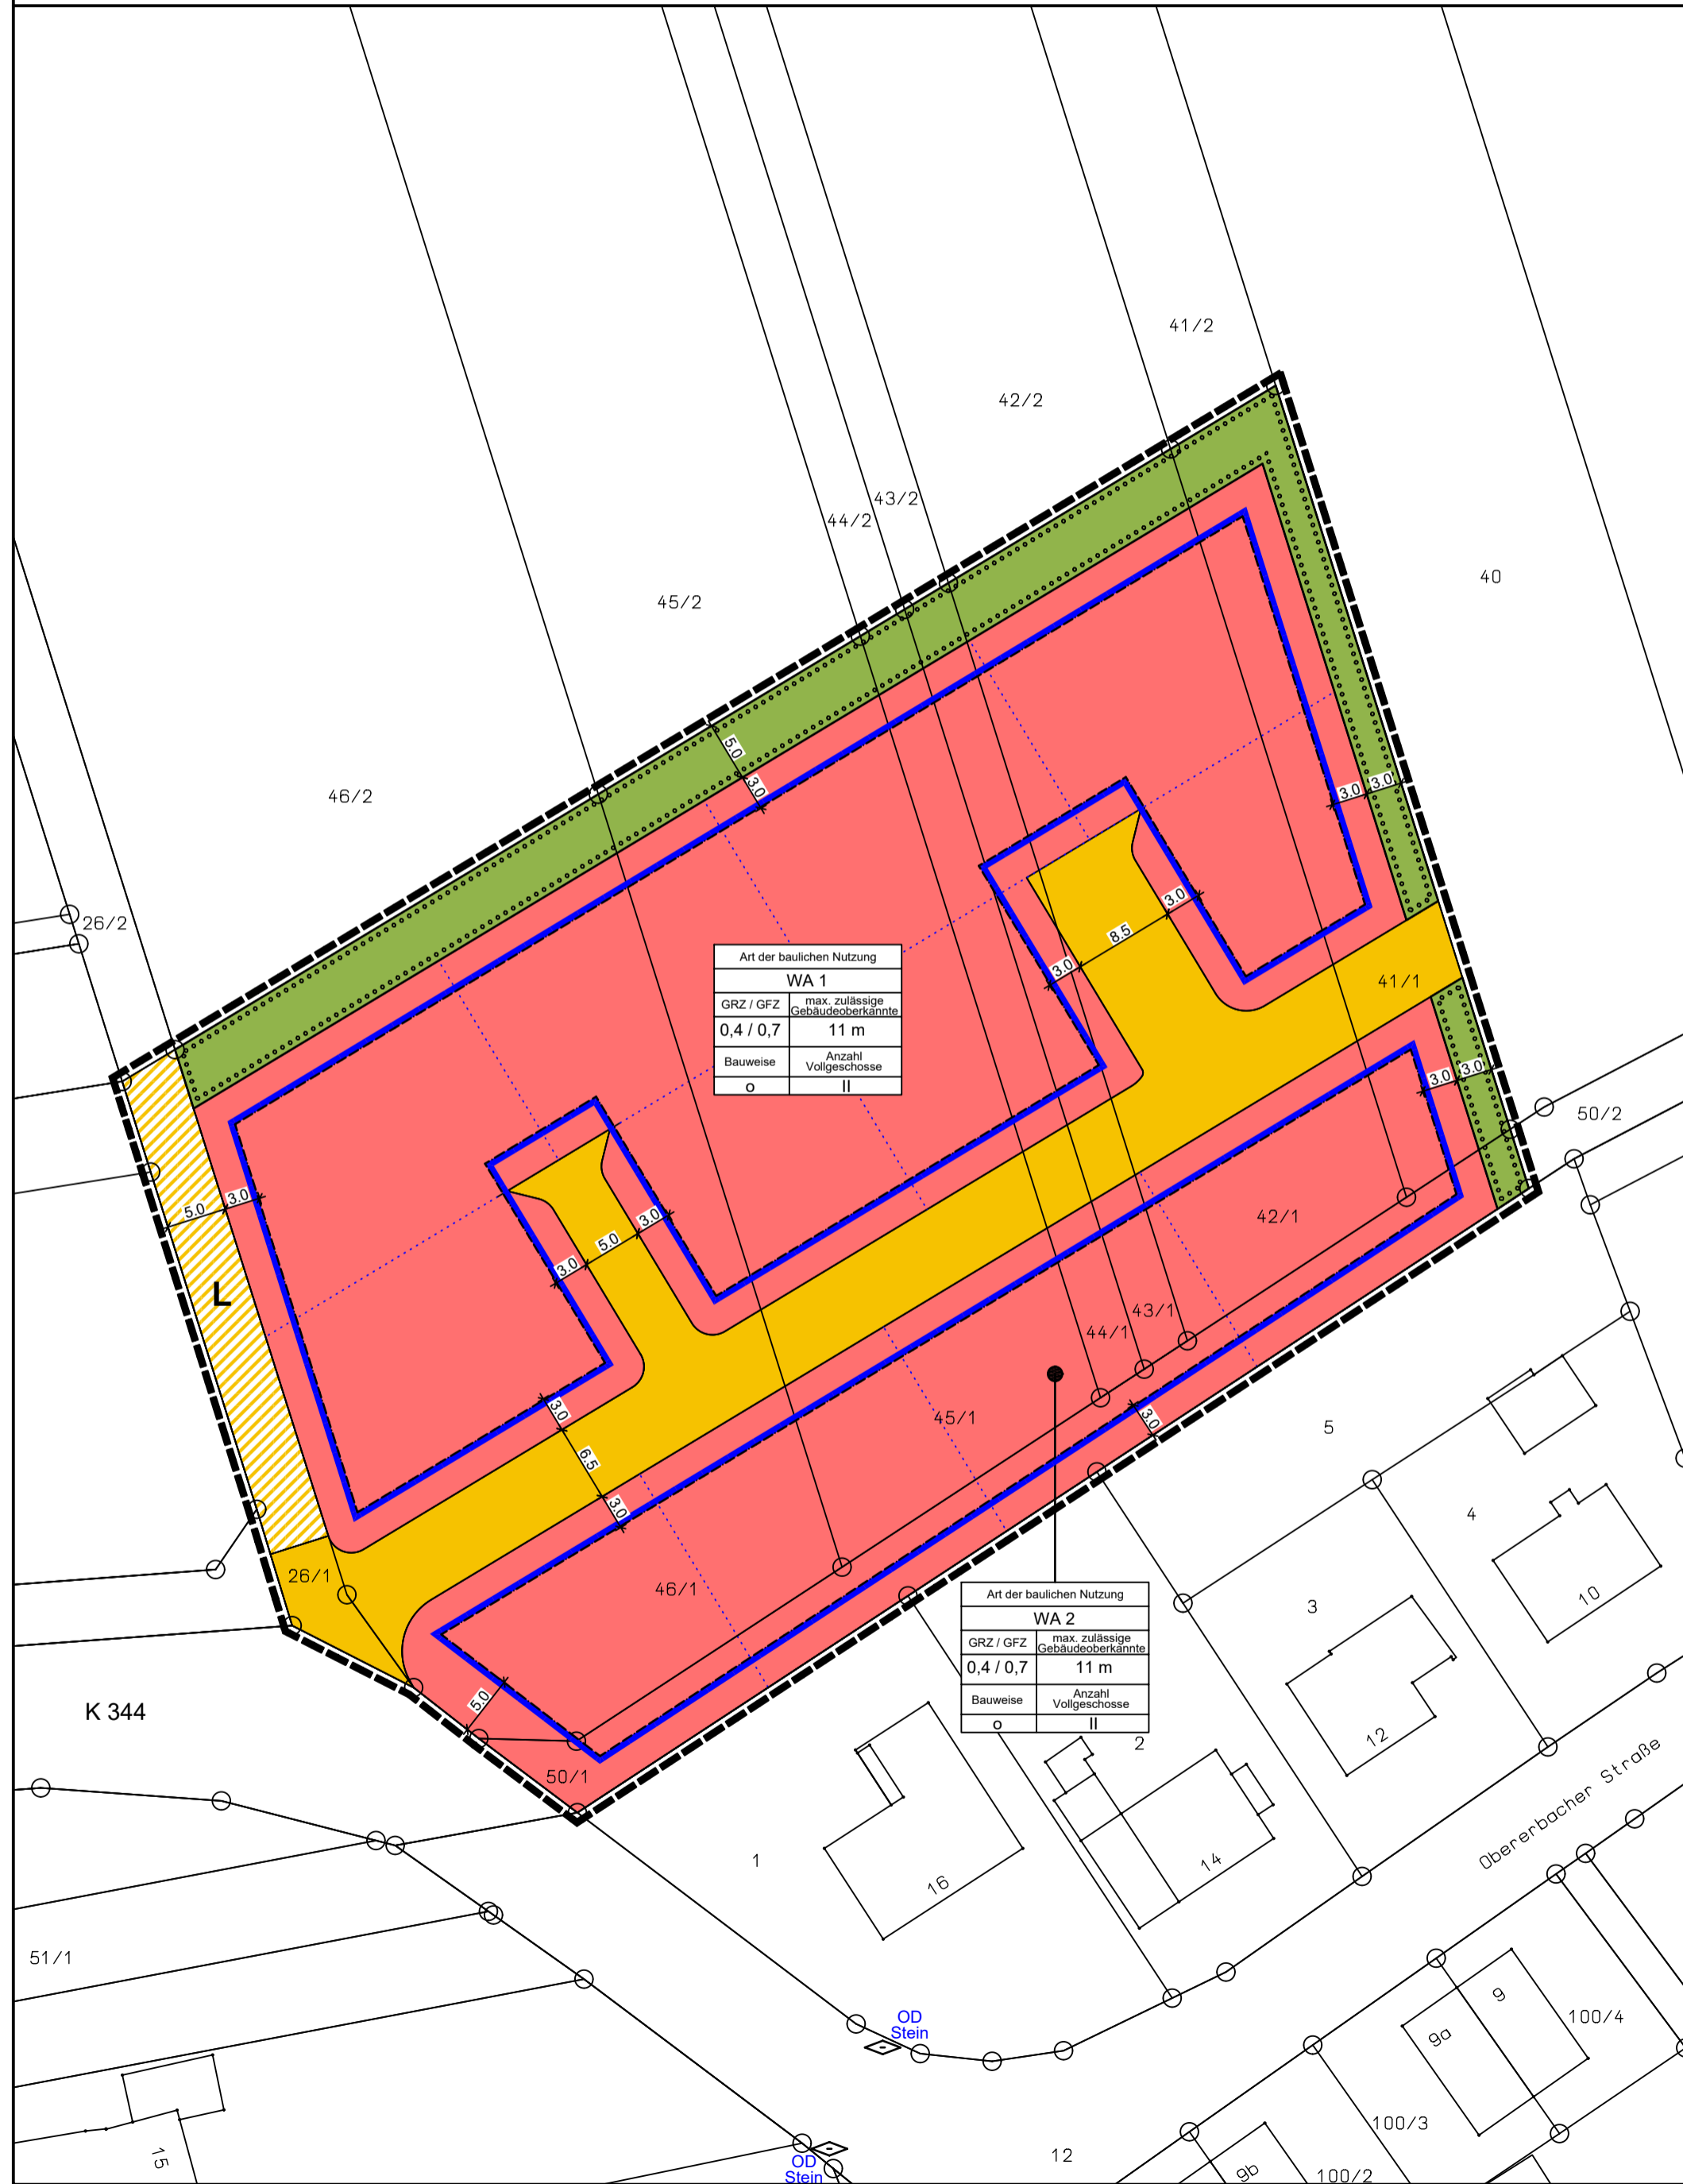 41/2
42/2
43/2
44/2
40
45/2
46/2
5.0
3.0
3.0
3.0
26/2
3.0
8.5
3.0
Art der baulichen Nutzung
WA 1
GRZ / GFZ
max. zulässige
Gebäudeoberkannte
0,4 / 0,7
11 m
Bauweise
Anzahl
Vollgeschosse
o
II
41/1
3.0
3.0
50/2
5.0
3.0
3.0
5.0
3.0
42/1
L
43/1
44/1
3.0
6.5
3.0
45/1
3.0
5
4
26/1
46/1
3
10
Art der baulichen Nutzung
WA 2
GRZ / GFZ
max. zulässige
Gebäudeoberkannte
0,4 / 0,7
11 m
Bauweise
Anzahl
Vollgeschosse
o
II
5.0
K 344
12
2
50/1
Obererbacher Straße
1
14
16
51/1
9
100/4
9a
OD
Stein
100/3
15
12
OD
Stein
9b
100/2